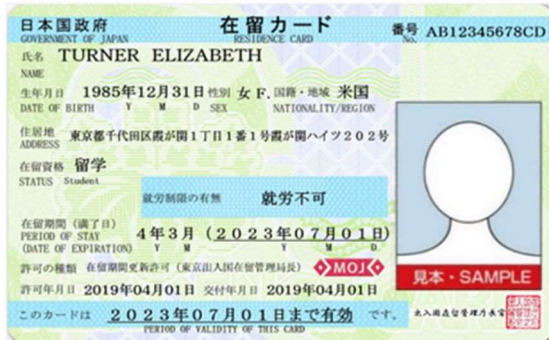 日本国政府 在留カード 番号 AB12345678CD
GOVERNMENT OF JAPAN RESIDENCE CARD No.
氏名 TURNER ELIZABETH
NAME
生年月日 1985年12月31日 性別 女 F. 国籍・地域 米国
DATE OF BIRTH Y M D SEX NATIONALITY/REGION
住居地 東京都千代田区霞が関1丁目1番1号霞が関ハイツ202号
ADDRESS
在留資格 留学
STATUS Student
就労制限の有無 就労不可
在留期間(満了日) 4年3月(2023年07月01日)
PERIOD OF STAY
(DATE OF EXPIRATION) Y M Y M D
許可の種類 在留期間更新許可(東京出入国在留管理局長) MOJ
見本・SAMPLE
許可年月日 2019年04月01日 交付年月日 2019年04月01日
このカードは 2023年07月01日まで有効 です。
PERIOD OF VALIDITY OF THIS CARD
出入国在留管理庁長官